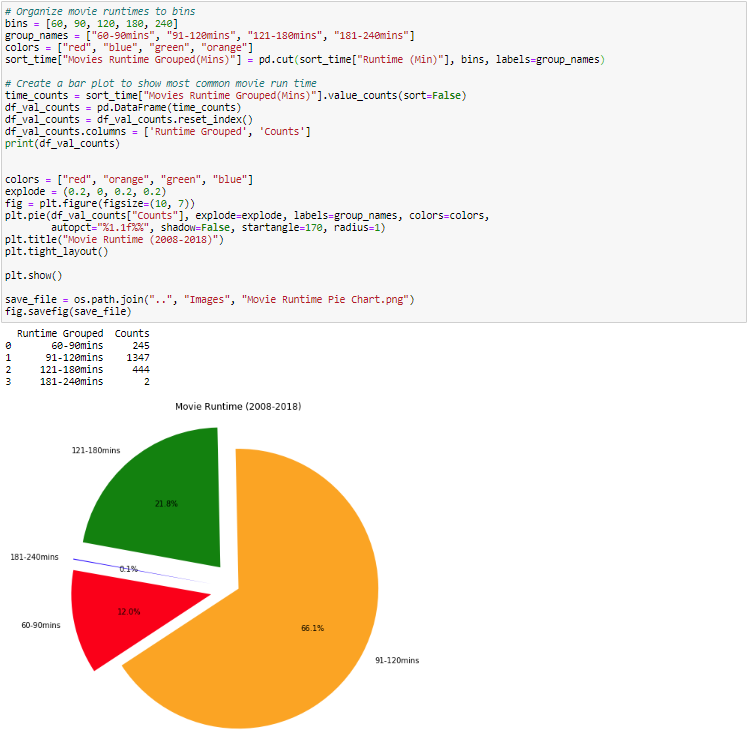 # Organize movie runtimes to bins
bins = [60, 90, 120, 180, 240]
group_names = ["60-90mins", "91-120mins", "121-180mins", "181-240mins"]
colors = ["red", "blue", "green", "orange"]
sort_time["Movies Runtime Grouped(Mins)"] = pd.cut(sort_time["Runtime (Min)"], bins, labels=group_names)
# Create a bar plot to show most common movie run time
time_counts = sort_time["Movies Runtime Grouped(Mins)"].value_counts(sort=False)
df_val_counts = pd.DataFrame(time_counts)
df_val_counts = df_val_counts.reset_index()
df_val_counts.columns = ['Runtime Grouped', 'Counts']
print(df_val_counts)
colors = ["red", "orange", "green", "blue"]
explode = (0.2, 0, 0.2, 0.2)
fig = plt.figure(figsize=(10, 7))
plt.pie(df_val_counts["Counts"], explode=explode, labels=group_names, colors=colors,
autopct="%1.1f%%", shadow=False, startangle=170, radius=1)
plt.title("Movie Runtime (2008-2018)")
plt.tight_layout()
plt.show()
save_file = os.path.join("..", "Images", "Movie Runtime Pie Chart.png")
fig.savefig(save_file)
Runtime Grouped Counts
0 60-90mins 245
1 91-120mins 1347
2 121-180mins 444
3 181-240mins 2
Movie Runtime (2008-2018)
121-180mins
21.8%
181-240mins
0.1%
12.0%
60-90mins
66.1%
91-120mins